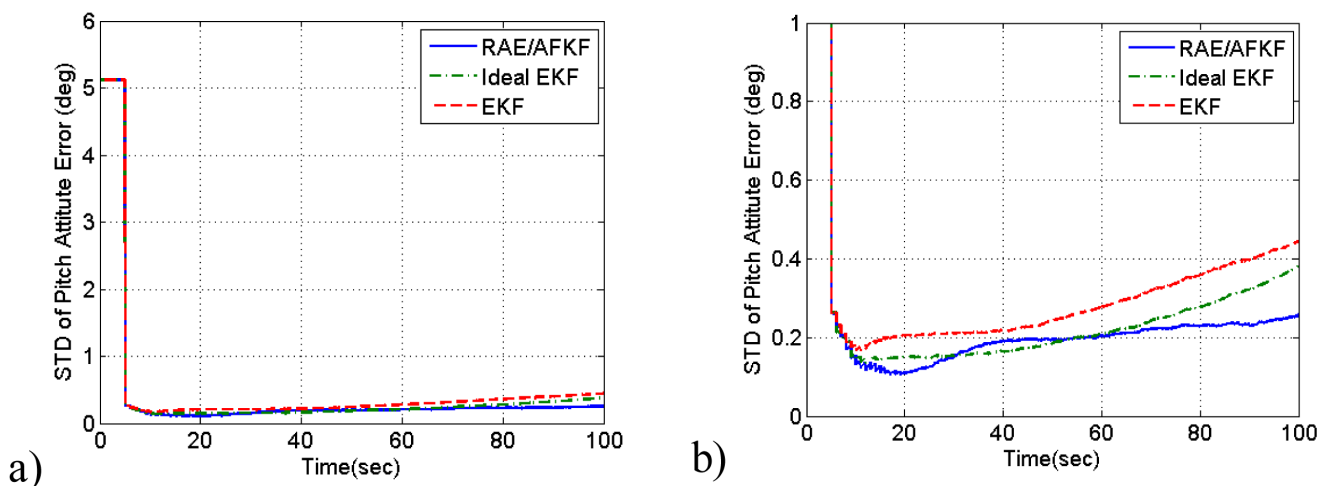 6
5
4
3
2
1
0
0 20 40 60 80 100
STD of Pitch Attitute Error (deg)
Time(sec)
RAE/AFKF
Ideal EKF
EKF
a)
1
0.8
0.6
0.4
0.2
0
0 20 40 60 80 100
STD of Pitch Attitute Error (deg)
Time(sec)
RAE/AFKF
Ideal EKF
EKF
b)